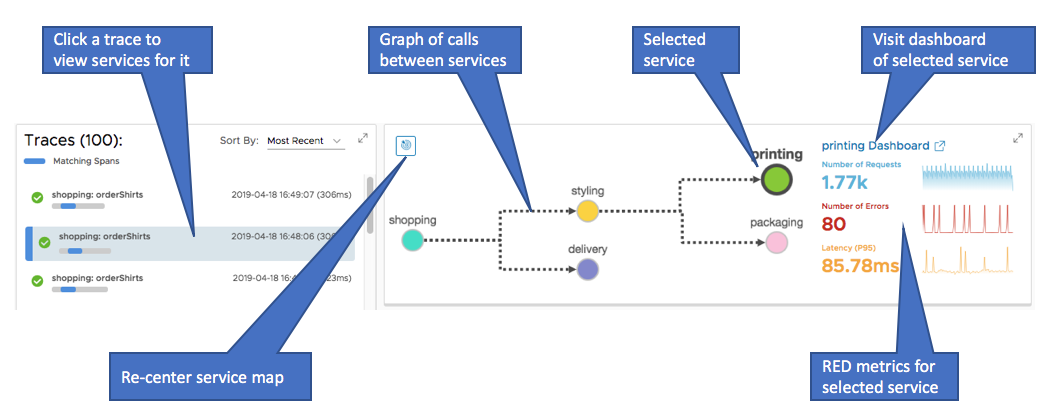 Click a trace to
view services for it
Graph of calls
between services
Selected
service
Visit dashboard
of selected service
Traces (100):
Sort By: Most Recent
Matching Spans
shopping: orderShirts
2019-04-18 16:49:07 (306ms)
shopping: orderShirts
2019-04-18 16:48:06
shopping: orderShirts
2019-04-18
shopping
styling
delivery
printing
packaging
printing Dashboard
Number of Requests
1.77k
Number of Errors
80
Latency (P95)
85.78ms
Re-center service map
RED metrics for
selected service